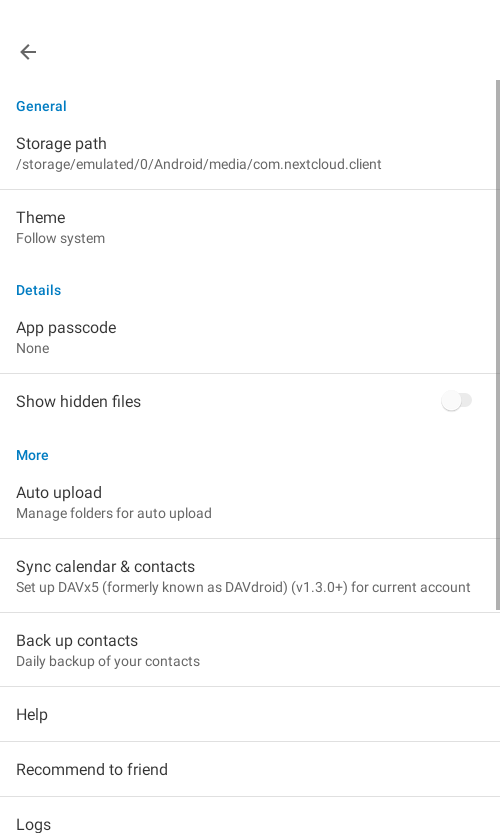 General
Storage path
/storage/emulated/0/Android/media/com.nextcloud.client
Theme
Follow system
Details
App passcode
None
Show hidden files
More
Auto upload
Manage folders for auto upload
Sync calendar & contacts
Set up DAVx5 (formerly known as DAVdroid) (v1.3.0+) for current account
Back up contacts
Daily backup of your contacts
Help
Recommend to friend
Logs